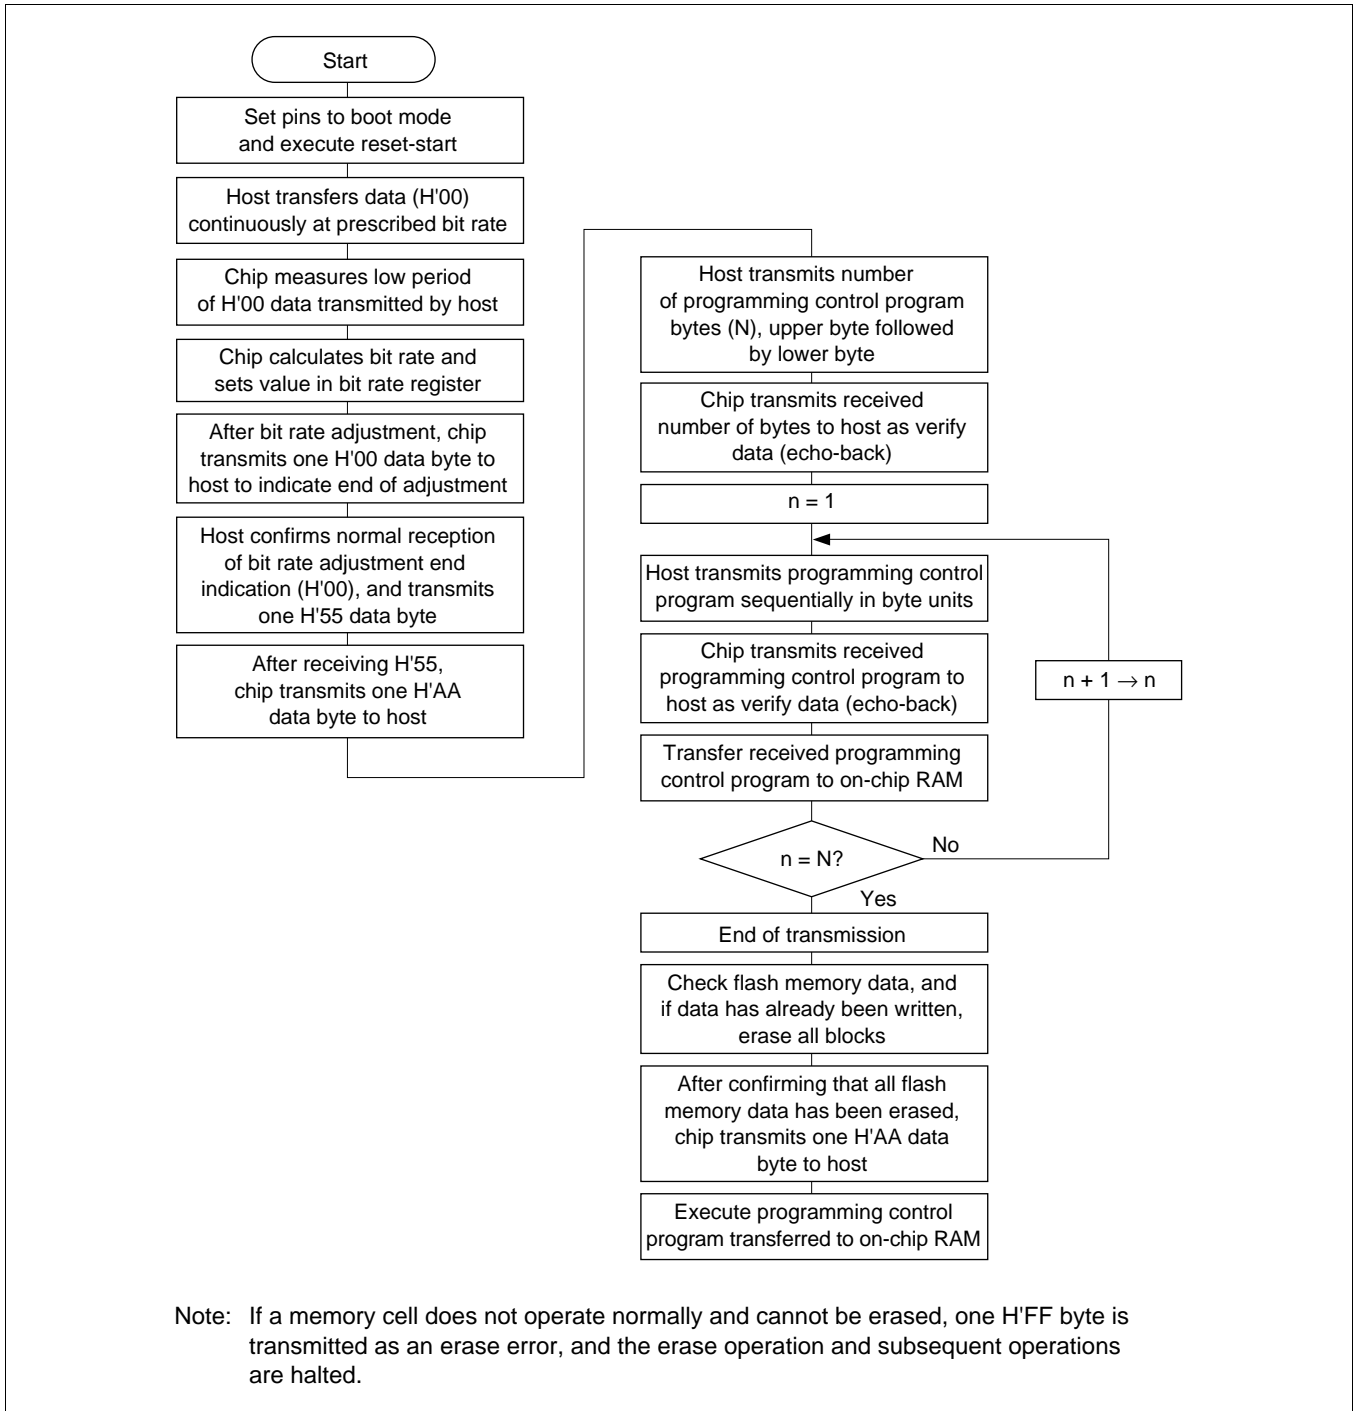 Start
Set pins to boot mode
and execute reset-start
Host transfers data (H'00)
continuously at prescribed bit rate
Chip measures low period
of H'00 data transmitted by host
Chip calculates bit rate and
sets value in bit rate register
After bit rate adjustment, chip
transmits one H'00 data byte to
host to indicate end of adjustment
Host confirms normal reception
of bit rate adjustment end
indication (H'00), and transmits
one H'55 data byte
After receiving H'55,
chip transmits one H'AA
data byte to host
Host transmits number
of programming control program
bytes (N), upper byte followed
by lower byte
Chip transmits received
number of bytes to host as verify
data (echo-back)
n = 1
Host transmits programming control
program sequentially in byte units
Chip transmits received
programming control program to
host as verify data (echo-back)
n + 1 → n
Transfer received programming
control program to on-chip RAM
n = N?
No
Yes
End of transmission
Check flash memory data, and
if data has already been written,
erase all blocks
After confirming that all flash
memory data has been erased,
chip transmits one H'AA data
byte to host
Execute programming control
program transferred to on-chip RAM
Note: If a memory cell does not operate normally and cannot be erased, one H'FF byte is
transmitted as an erase error, and the erase operation and subsequent operations
are halted.